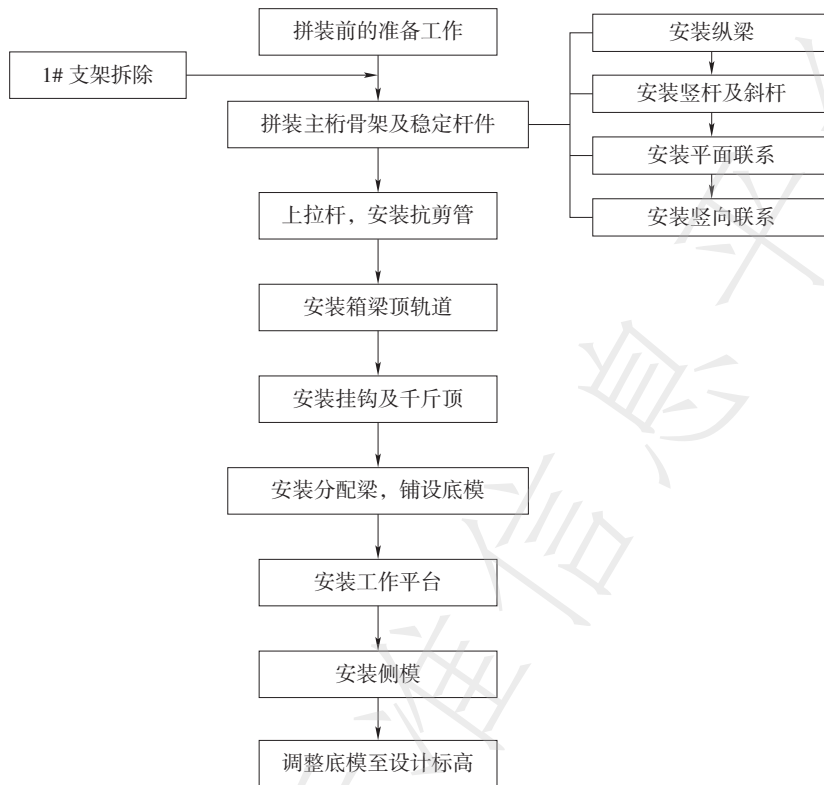 拼装前的准备工作
1# 支架拆除
拼装主桁骨架及稳定杆件
安装纵梁
安装竖杆及斜杆
安装平面联系
安装竖向联系
上拉杆，安装抗剪管
安装箱梁顶轨道
安装挂钩及千斤顶
安装分配梁，铺设底模
安装工作平台
安装侧模
调整底模至设计标高
准信息平